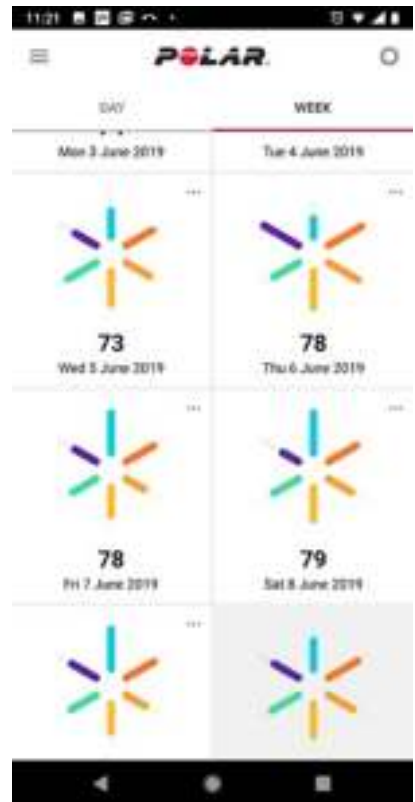 11:21
POLAR
DAY WEEK
Mon 3 June 2019 Tue 4 June 2019
73 78
Wed 5 June 2019 Thu 6 June 2019
78 79
Fri 7 June 2019 Sat 8 June 2019